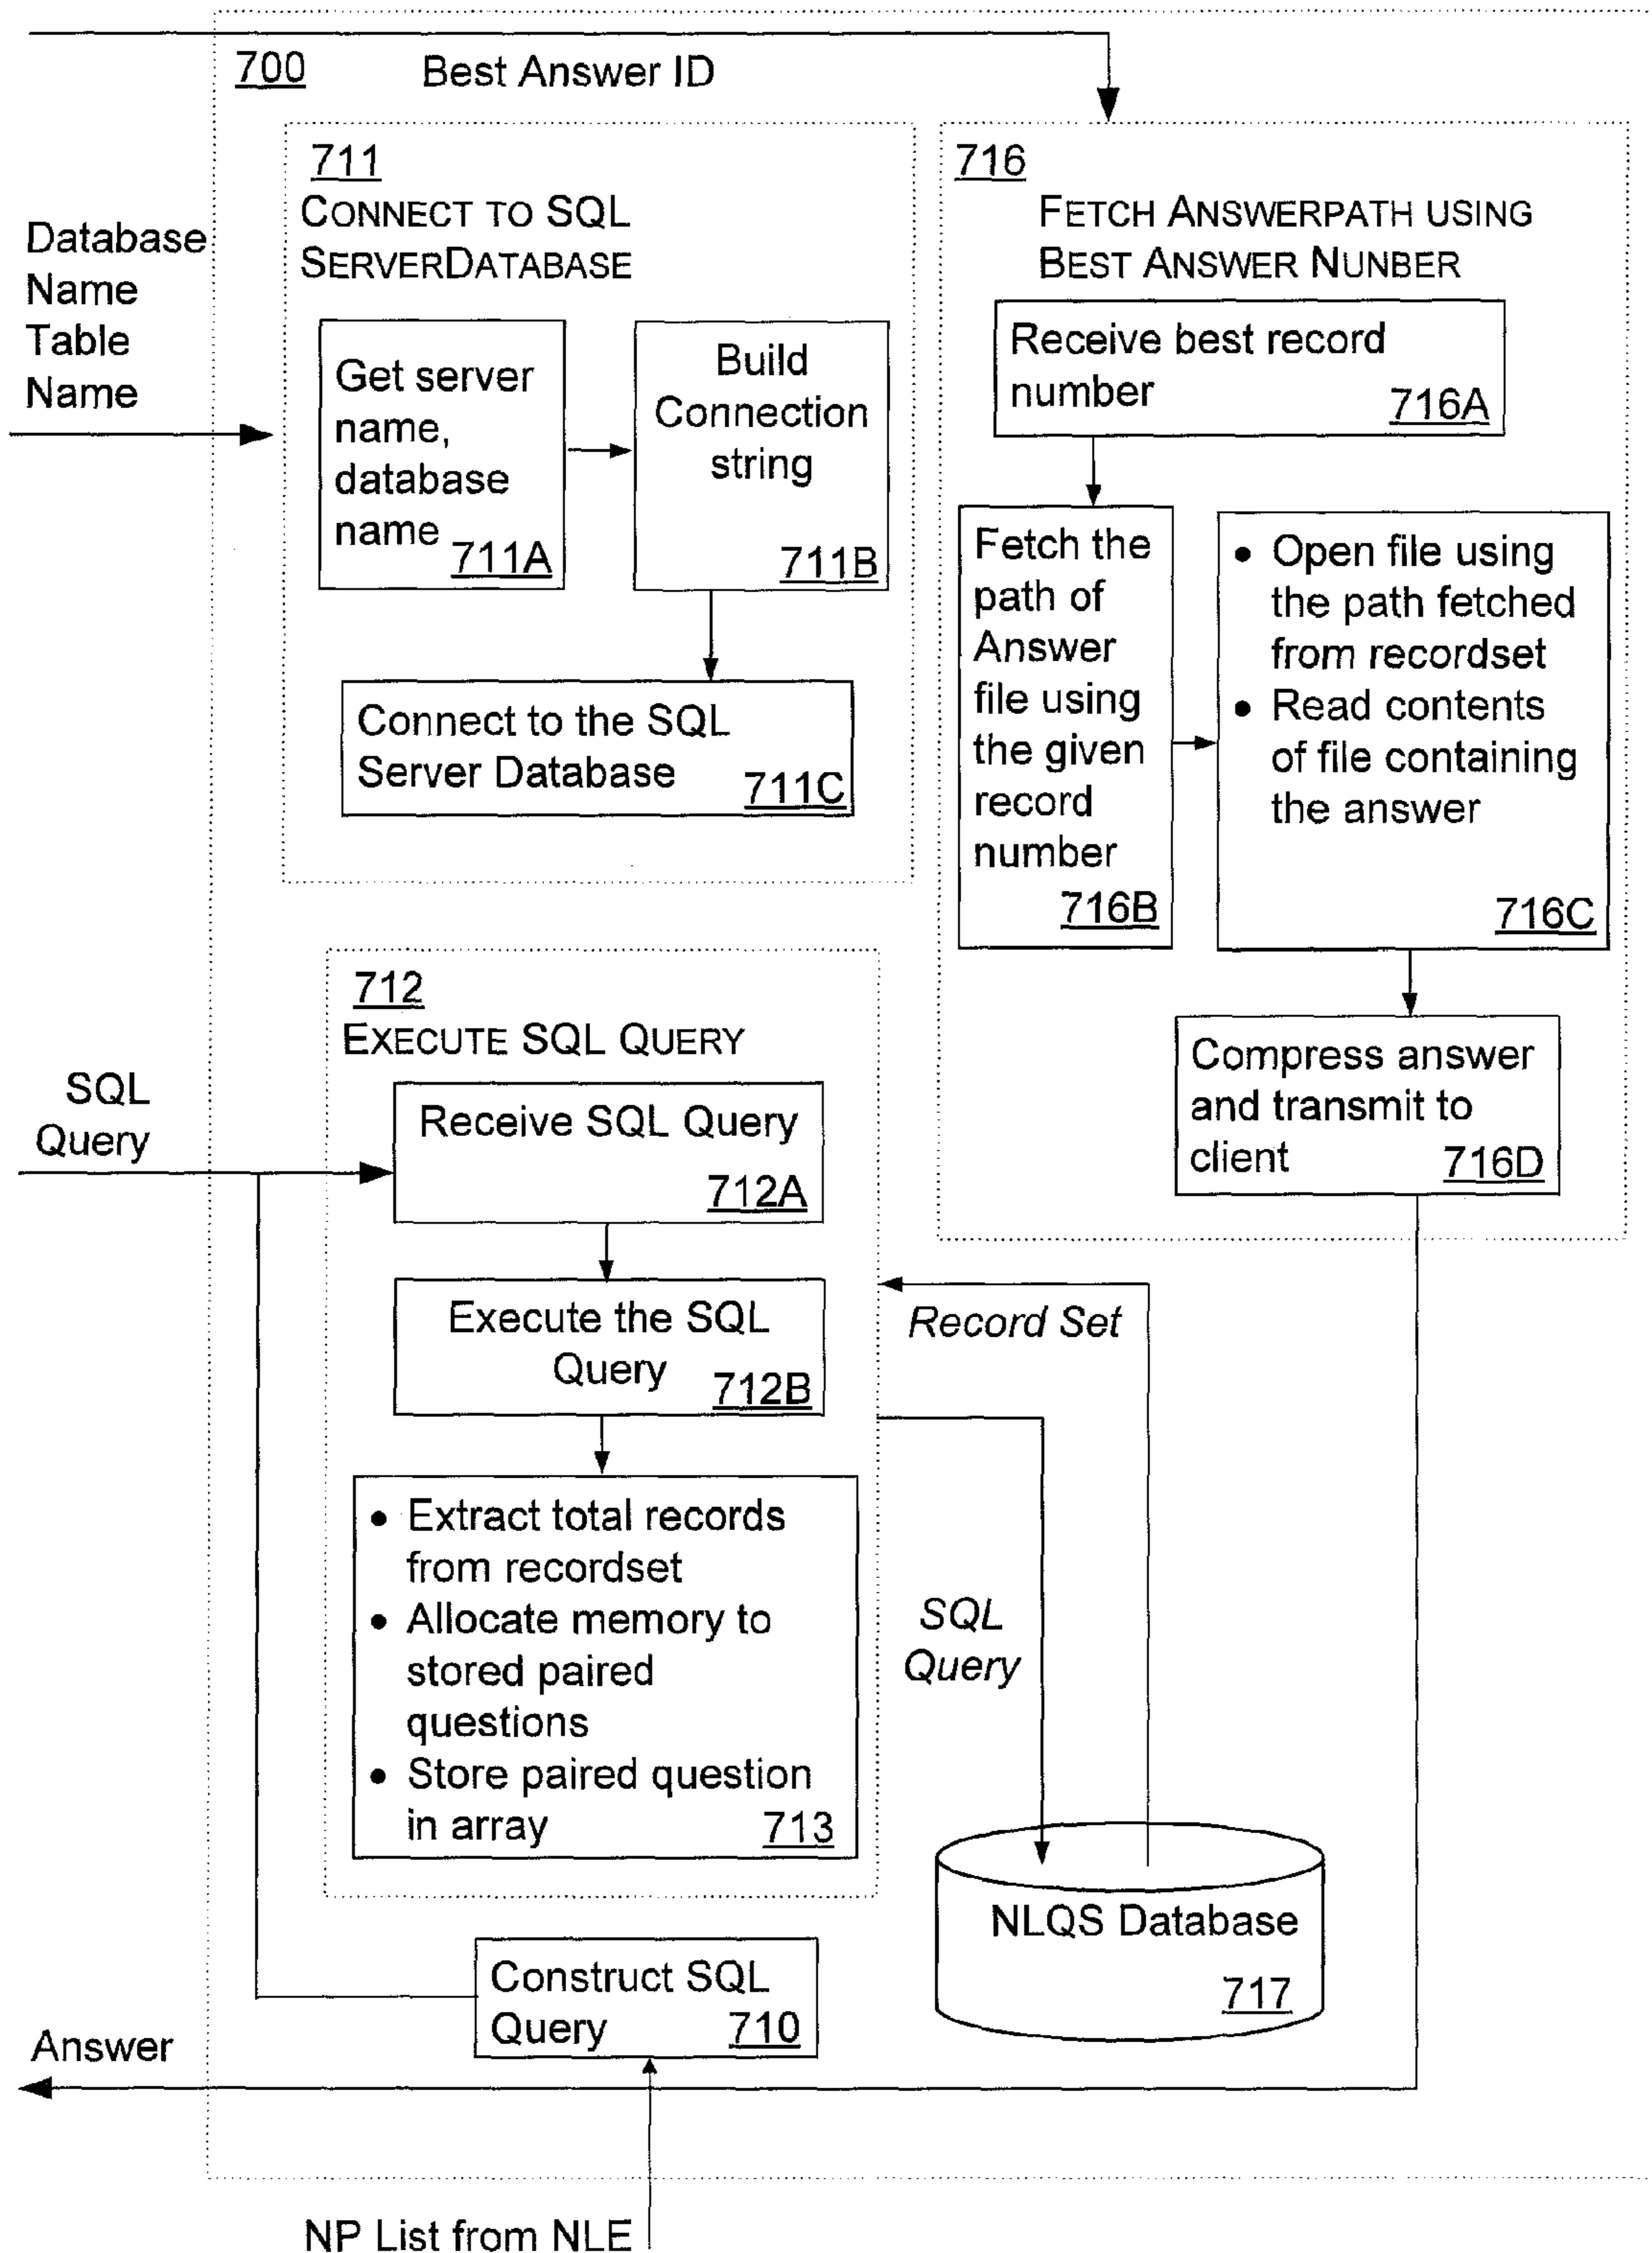 700
Best Answer ID
711
CONNECT TO SQL
SERVERDATABASE
Database
Name
Table
Name
Get server
name,
database
name
711A
Build
Connection
string
711B
Connect to the SQL
Server Database
711C
716
FETCH ANSWERPATH USING
BEST ANSWER NUNBER
Receive best record
number
716A
Fetch the
path of
Answer
file using
the given
record
number
716B
• Open file using
the path fetched
from recordset
• Read contents
of file containing
the answer
716C
Compress answer
and transmit to
client
716D
712
EXECUTE SQL QUERY
SQL
Query
Receive SQL Query
712A
Execute the SQL
Query
712B
• Extract total records
from recordset
• Allocate memory to
stored paired
questions
• Store paired question
in array
713
Record Set
SQL
Query
NLQS Database
717
Construct SQL
Query
710
Answer
NP List from NLE